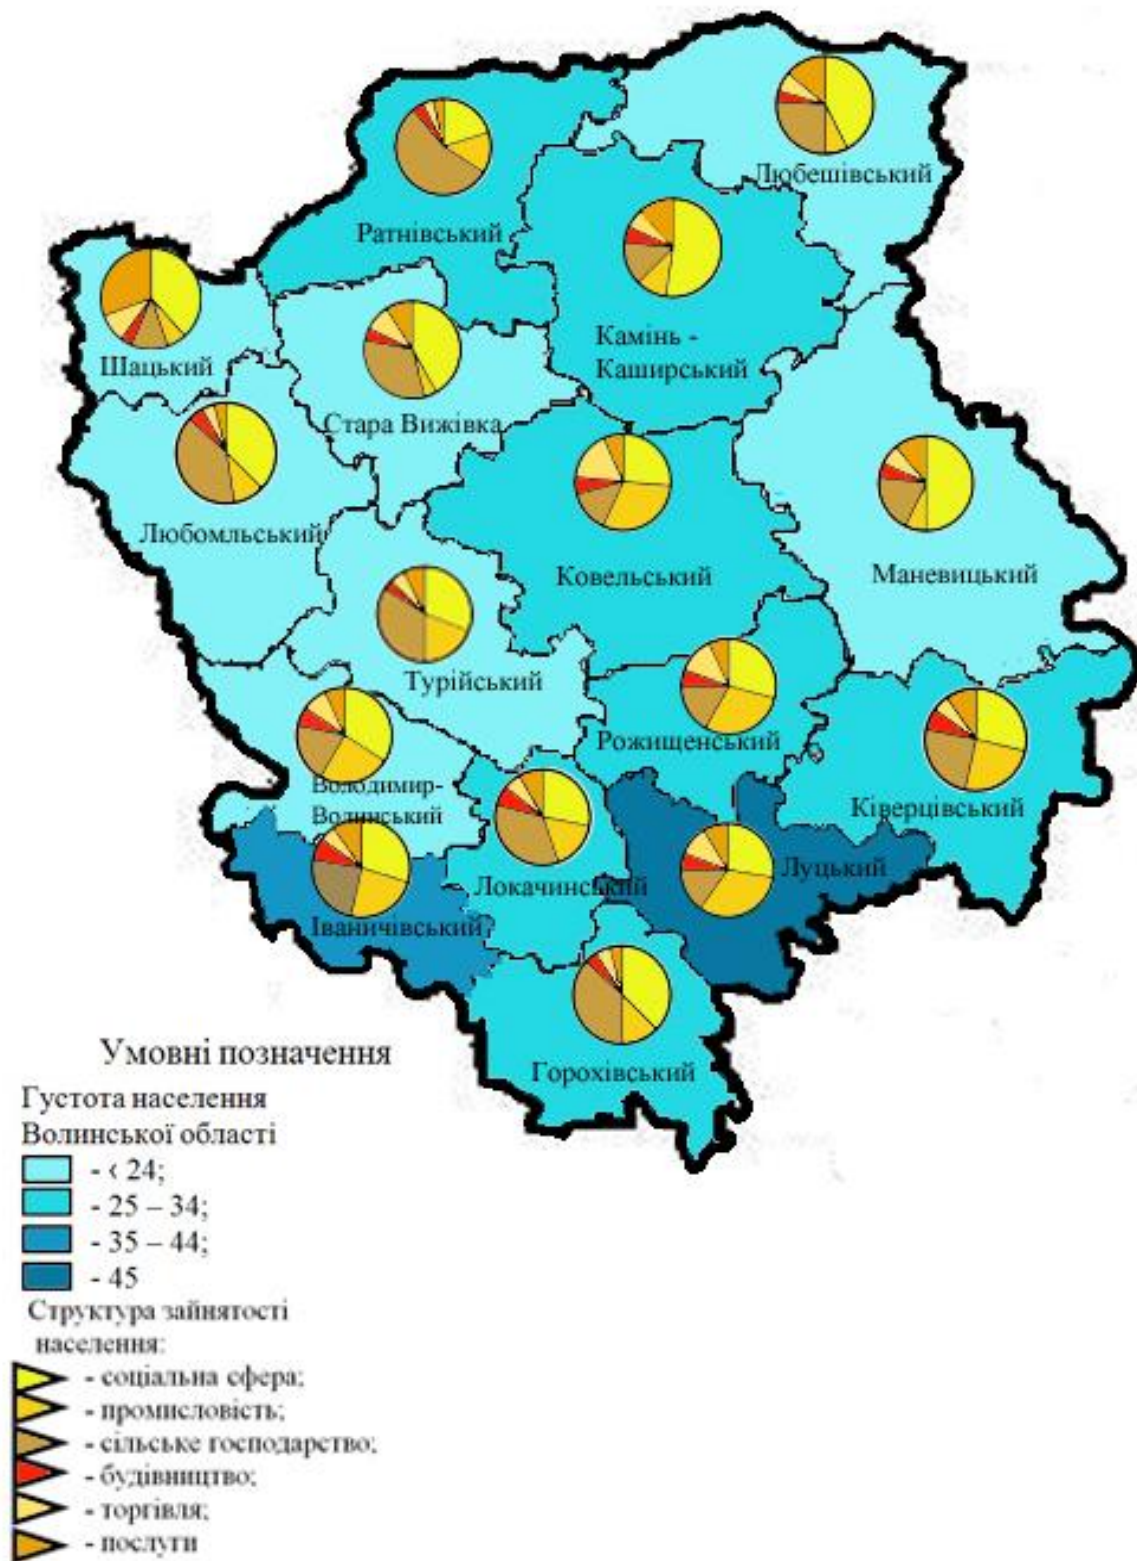 Любешівський
Ратнівський
Камінь -
Каширський
Шацький
Стара Вижівка
Любомльський
Ковельський
Маневицький
Турійський
Рожищенський
Володимир-
Волинський
Ківерцівський
Локачинський
Луцький
Іваничівський?
Горохівський
Умовні позначення
Густота населення
Волинської області
- ‹ 24;
- 25 – 34;
- 35 – 44;
- 45
Структура зайнятості
населення:
- соціальна сфера;
- промисловість;
- сільське господарство;
- будівництво;
- торгівля;
- послуги